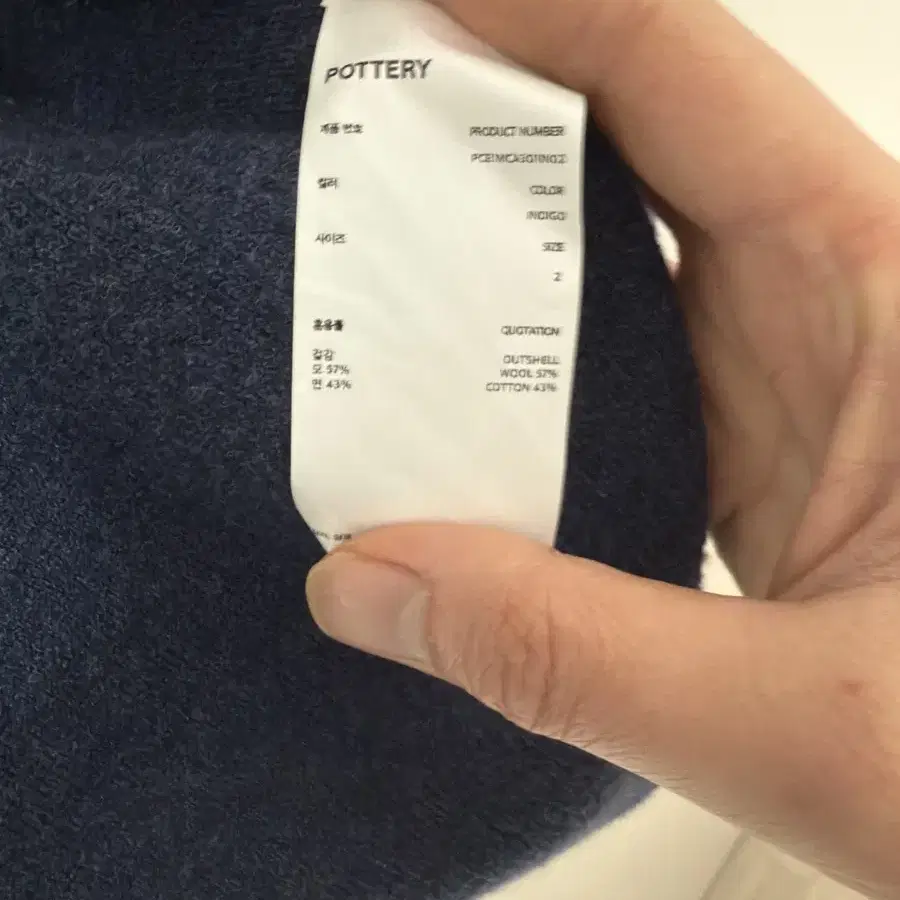 POTTERY
제품 번호 PRODUCT NUMBER
컬러 COLOR
INDIGO
사이즈 SIZE
2
혼용률 QUOTATION
겉감 OUTSHELL
모 57% WOOL 57%
면 43% COTTON 43%